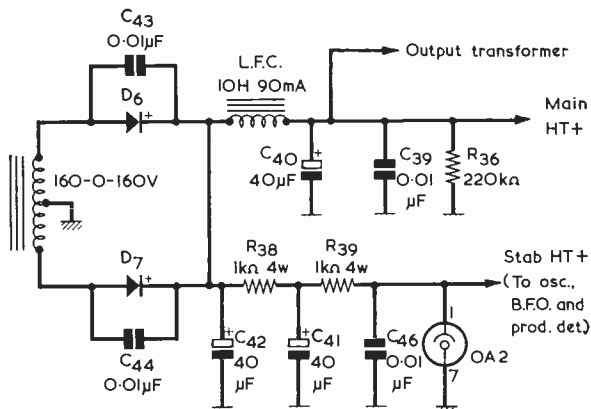 C43
0·01µF
D6
+
160-0-160V
D7
+
C44
0·01µF
L.F.C.
10H 90mA
Output transformer
Main
HT+
+
C40
40µF
C39
0·01
µF
R36
220kΩ
R38
1kΩ 4w
R39
1kΩ 4w
Stab HT+
(To osc.,
B.F.O. and
prod. det)
+
C42
40
µF
+
C41
40
µF
C46
0·01
µF
1
7
OA2